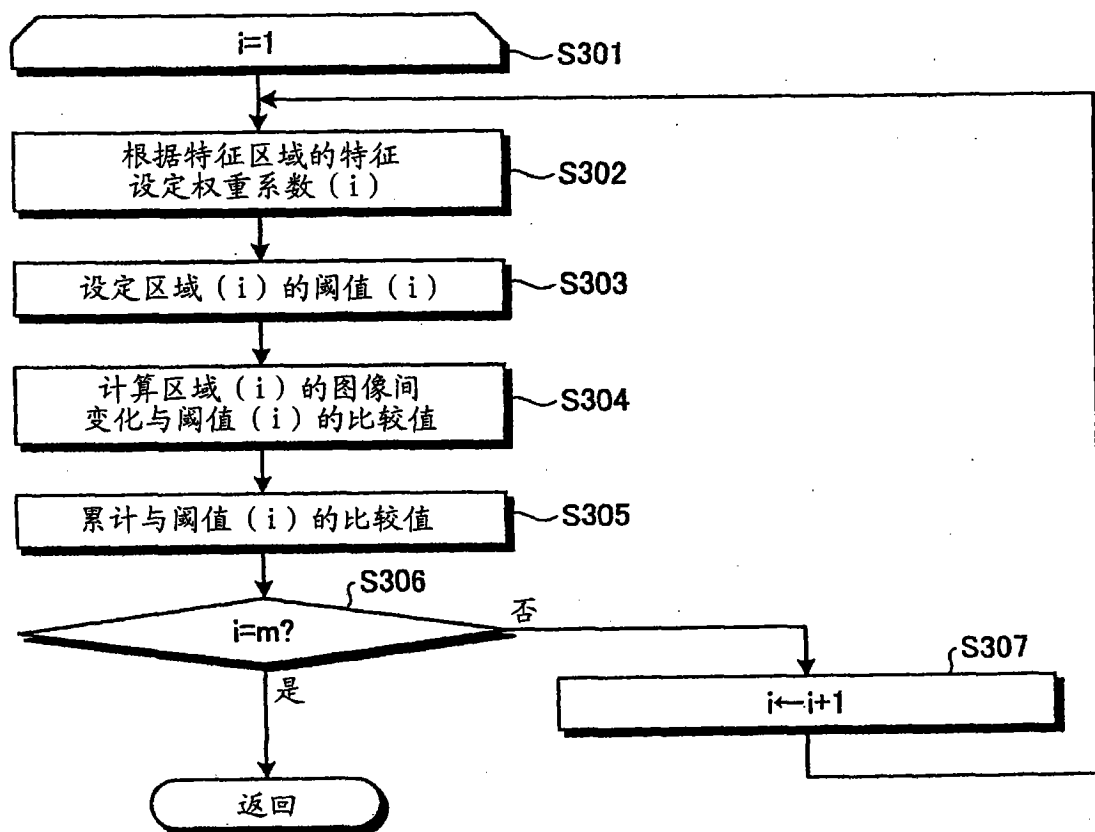 i=1
S301
根据特征区域的特征
设定权重系数(i)
S302
设定区域(i)的阈值(i)
S303
计算区域(i)的图像间
变化与阈值(i)的比较值
S304
累计与阈值(i)的比较值
S305
S306
i=m?
否
是
S307
i←i+1
返回